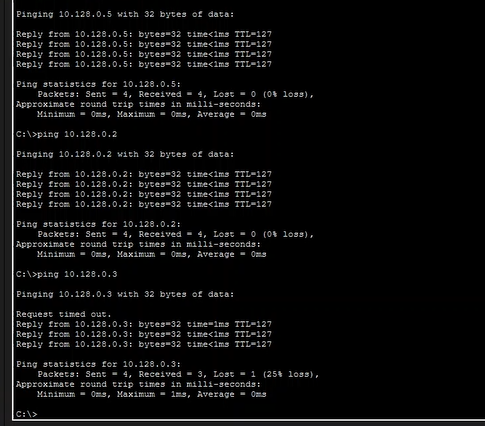 Pinging 10.128.0.5 with 32 bytes of data:
Reply from 10.128.0.5: bytes=32 time<1ms TTL=127
Reply from 10.128.0.5: bytes=32 time<1ms TTL=127
Reply from 10.128.0.5: bytes=32 time<1ms TTL=127
Reply from 10.128.0.5: bytes=32 time<1ms TTL=127
Ping statistics for 10.128.0.5:
    Packets: Sent = 4, Received = 4, Lost = 0 (0% loss),
Approximate round trip times in milli-seconds:
    Minimum = 0ms, Maximum = 0ms, Average = 0ms
C:\>ping 10.128.0.2
Pinging 10.128.0.2 with 32 bytes of data:
Reply from 10.128.0.2: bytes=32 time<1ms TTL=127
Reply from 10.128.0.2: bytes=32 time<1ms TTL=127
Reply from 10.128.0.2: bytes=32 time<1ms TTL=127
Reply from 10.128.0.2: bytes=32 time<1ms TTL=127
Ping statistics for 10.128.0.2:
    Packets: Sent = 4, Received = 4, Lost = 0 (0% loss),
Approximate round trip times in milli-seconds:
    Minimum = 0ms, Maximum = 0ms, Average = 0ms
C:\>ping 10.128.0.3
Pinging 10.128.0.3 with 32 bytes of data:
Request timed out.
Reply from 10.128.0.3: bytes=32 time=1ms TTL=127
Reply from 10.128.0.3: bytes=32 time<1ms TTL=127
Reply from 10.128.0.3: bytes=32 time<1ms TTL=127
Ping statistics for 10.128.0.3:
    Packets: Sent = 4, Received = 3, Lost = 1 (25% loss),
Approximate round trip times in milli-seconds:
    Minimum = 0ms, Maximum = 1ms, Average = 0ms
C:\>